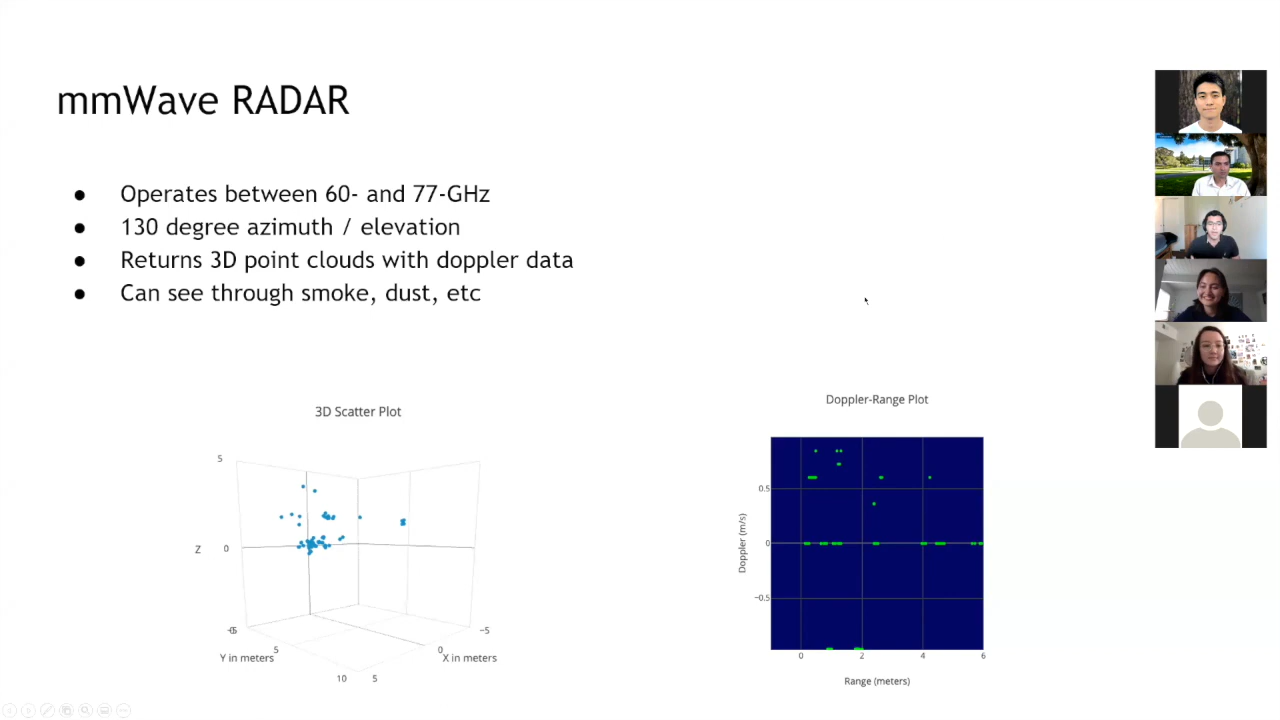 mmWave RADAR
● Operates between 60- and 77-GHz
● 130 degree azimuth / elevation
● Returns 3D point clouds with doppler data
● Can see through smoke, dust, etc
3D Scatter Plot
5
Z
0
5
Y in meters
10
5
0
X in meters
−5
Doppler-Range Plot
0.5
0
−0.5
Doppler (m/s)
0
2
4
6
Range (meters)